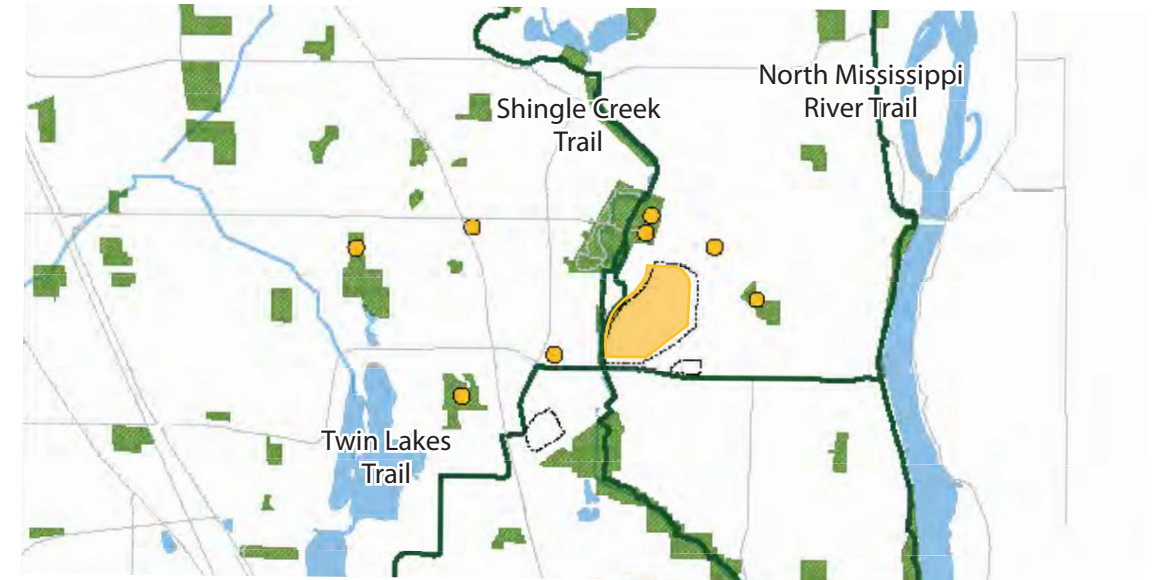 North Mississippi
River Trail
Shingle Creek
Trail
Twin Lakes
Trail